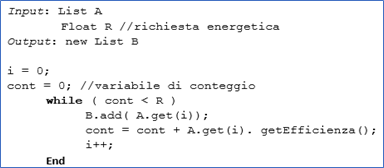 Input: List A
Float R //richiesta energetica
Output: new List B
i = 0;
cont = 0; //variabile di conteggio
while ( cont < R )
B.add( A.get(i));
cont = cont + A.get(i). getEfficienza();
i++;
End